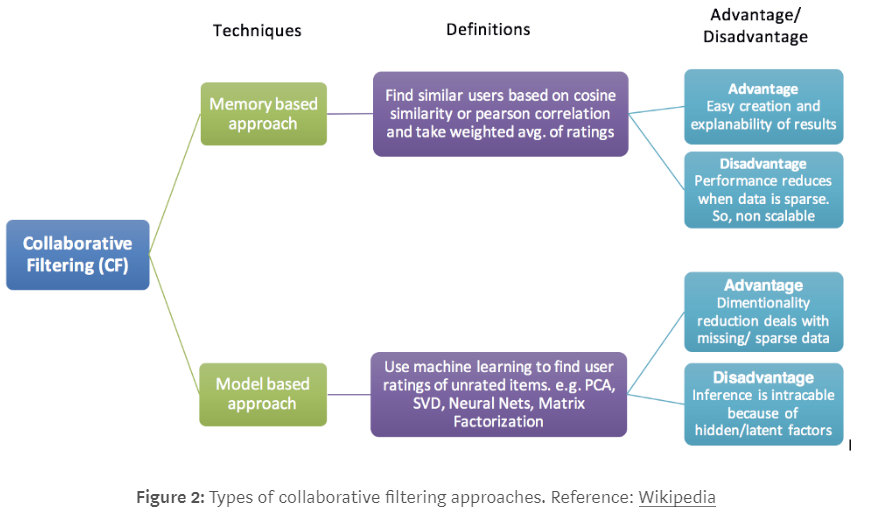 Techniques
Definitions
Advantage/
Disadvantage
Collaborative
Filtering (CF)
Memory based
approach
Find similar users based on cosine
similarity or pearson correlation
and take weighted avg. of ratings
Advantage
Easy creation and
explanability of results
Disadvantage
Performance reduces
when data is sparse.
So, non scalable
Model based
approach
Use machine learning to find user
ratings of unrated items. e.g. PCA,
SVD, Neural Nets, Matrix
Factorization
Advantage
Dimentionality
reduction deals with
missing/ sparse data
Disadvantage
Inference is intracable
because of
hidden/latent factors
Figure 2: Types of collaborative filtering approaches. Reference: Wikipedia